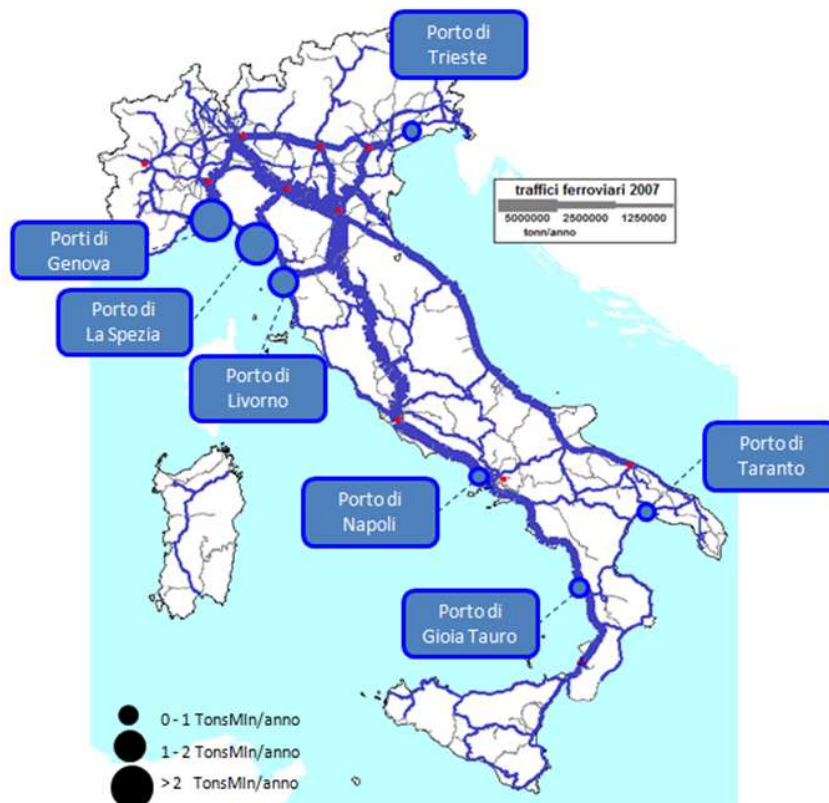 Porto di
Trieste
traffici ferroviari 2007
5000000 2500000 1250000
tonn/anno
Porti di
Genova
Porto di
La Spezia
Porto di
Livorno
Porto di
Taranto
Porto di
Napoli
Porto di
Gioia Tauro
0 - 1 TonsMln/anno
1 - 2 TonsMln/anno
> 2 TonsMln/anno